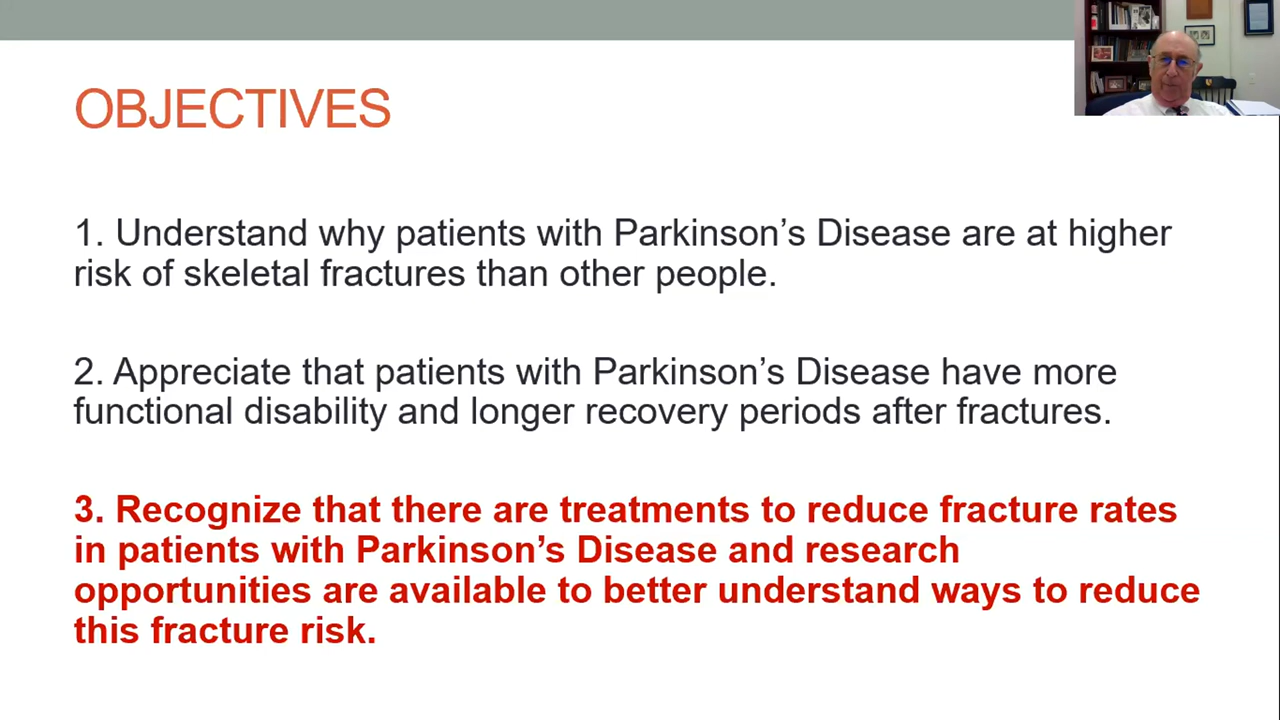 OBJECTIVES
1. Understand why patients with Parkinson’s Disease are at higher
risk of skeletal fractures than other people.
2. Appreciate that patients with Parkinson’s Disease have more
functional disability and longer recovery periods after fractures.
3. Recognize that there are treatments to reduce fracture rates
in patients with Parkinson’s Disease and research
opportunities are available to better understand ways to reduce
this fracture risk.